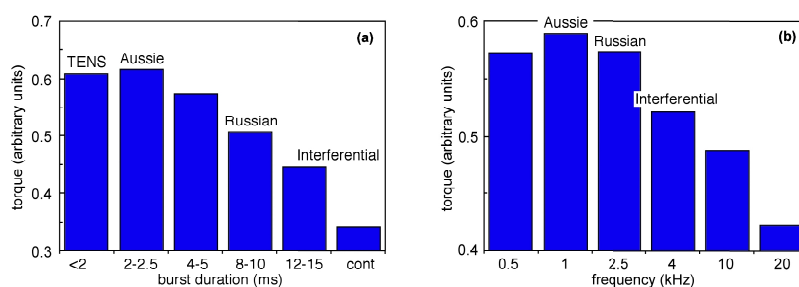 (a)
torque (arbitrary units)
0.7
0.6
0.5
0.4
0.3
TENS
Aussie
Russian
Interferential
<2 2-2.5 4-5 8-10 12-15 cont
burst duration (ms)
(b)
torque (arbitrary units)
0.6
0.5
0.4
Aussie
Russian
Interferential
0.5 1 2.5 4 10 20
frequency (kHz)